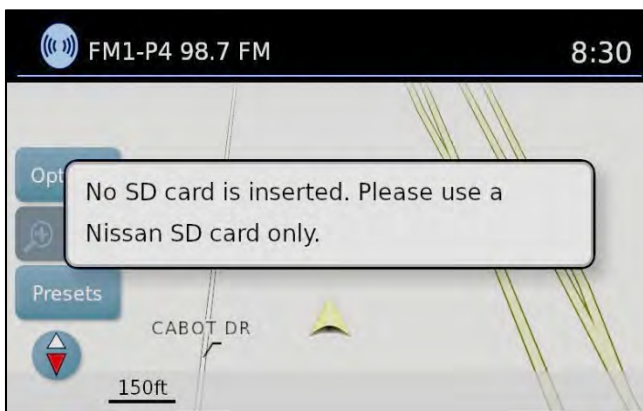 FM1-P4 98.7 FM
8:30
Opt
No SD card is inserted. Please use a
Nissan SD card only.
Presets
CABOT DR
150ft